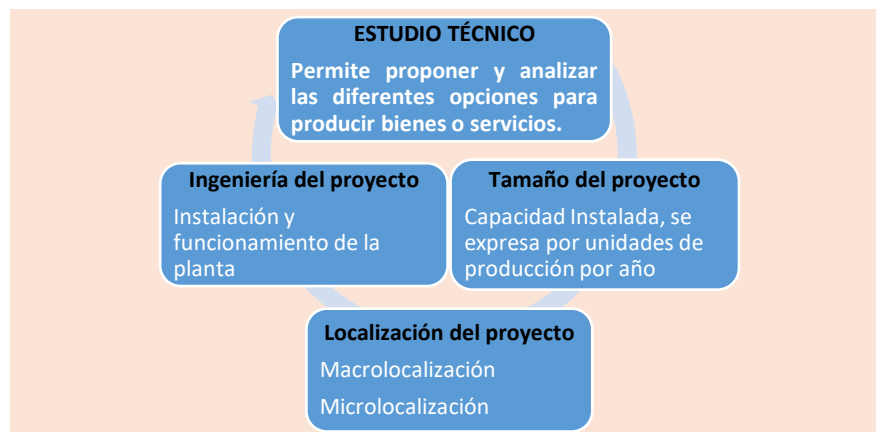 ESTUDIO TÉCNICO
Permite proponer y analizar
las diferentes opciones para
producir bienes o servicios.
Ingeniería del proyecto
Instalación y
funcionamiento de la
planta
Tamaño del proyecto
Capacidad Instalada, se
expresa por unidades de
producción por año
Localización del proyecto
Macrolocalización
Microlocalización